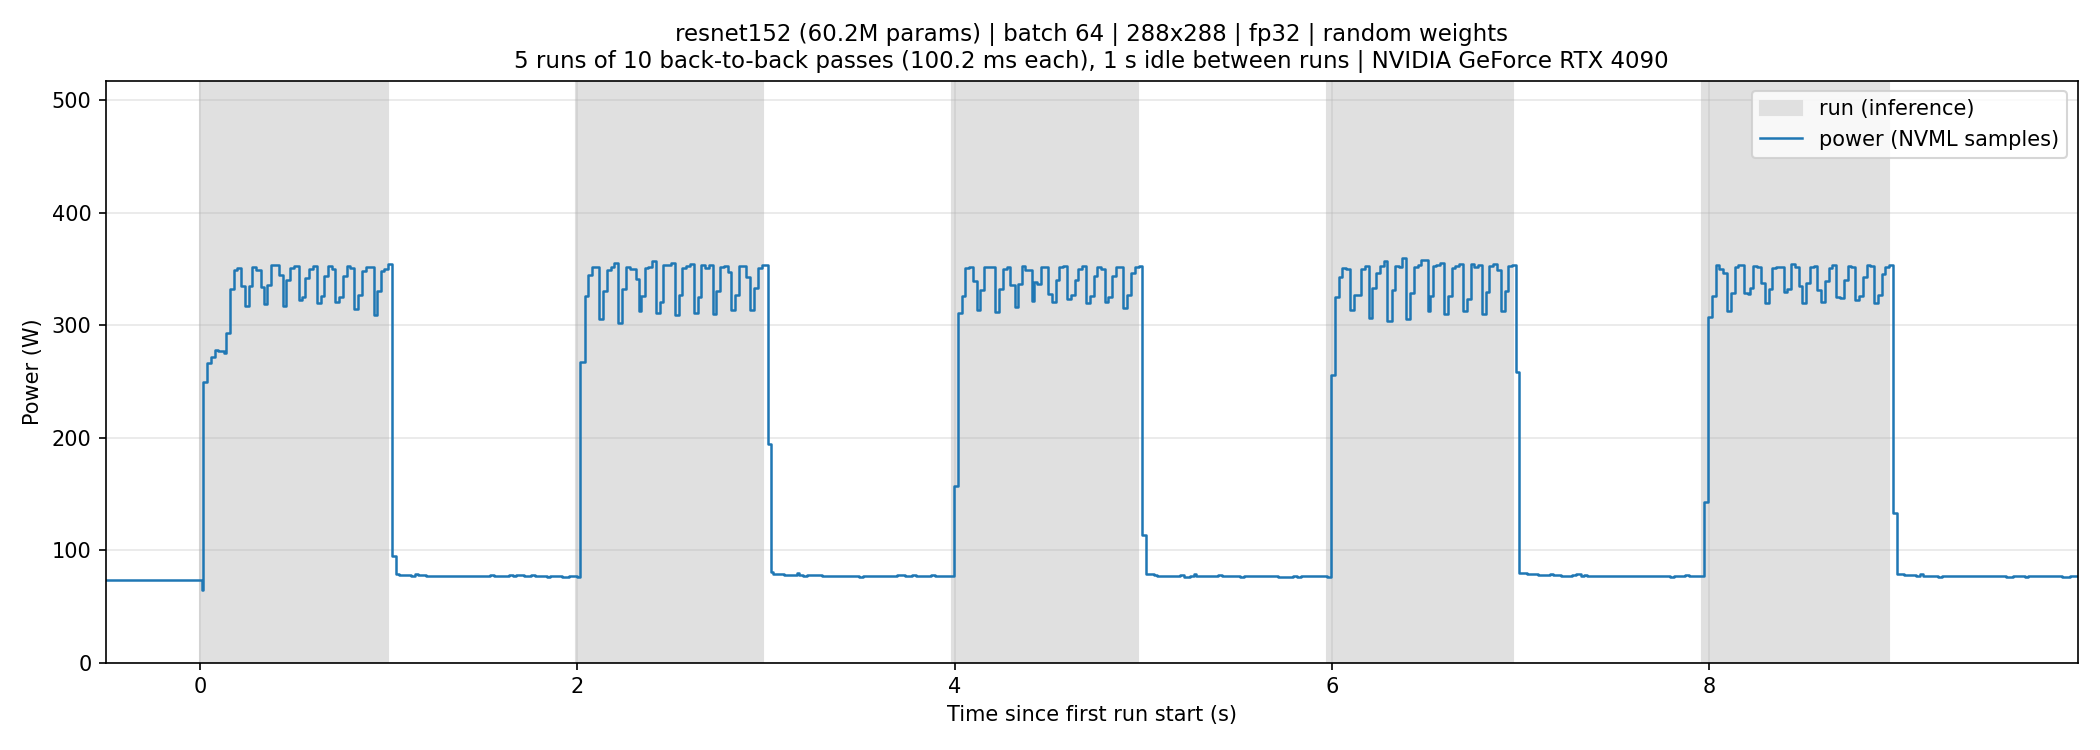 resnet152 (60.2M params) | batch 64 | 288x288 | fp32 | random weights
5 runs of 10 back-to-back passes (100.2 ms each), 1 s idle between runs | NVIDIA GeForce RTX 4090
run (inference)
power (NVML samples)
Power (W)
500
400
300
200
100
0
0 2 4 6 8
Time since first run start (s)